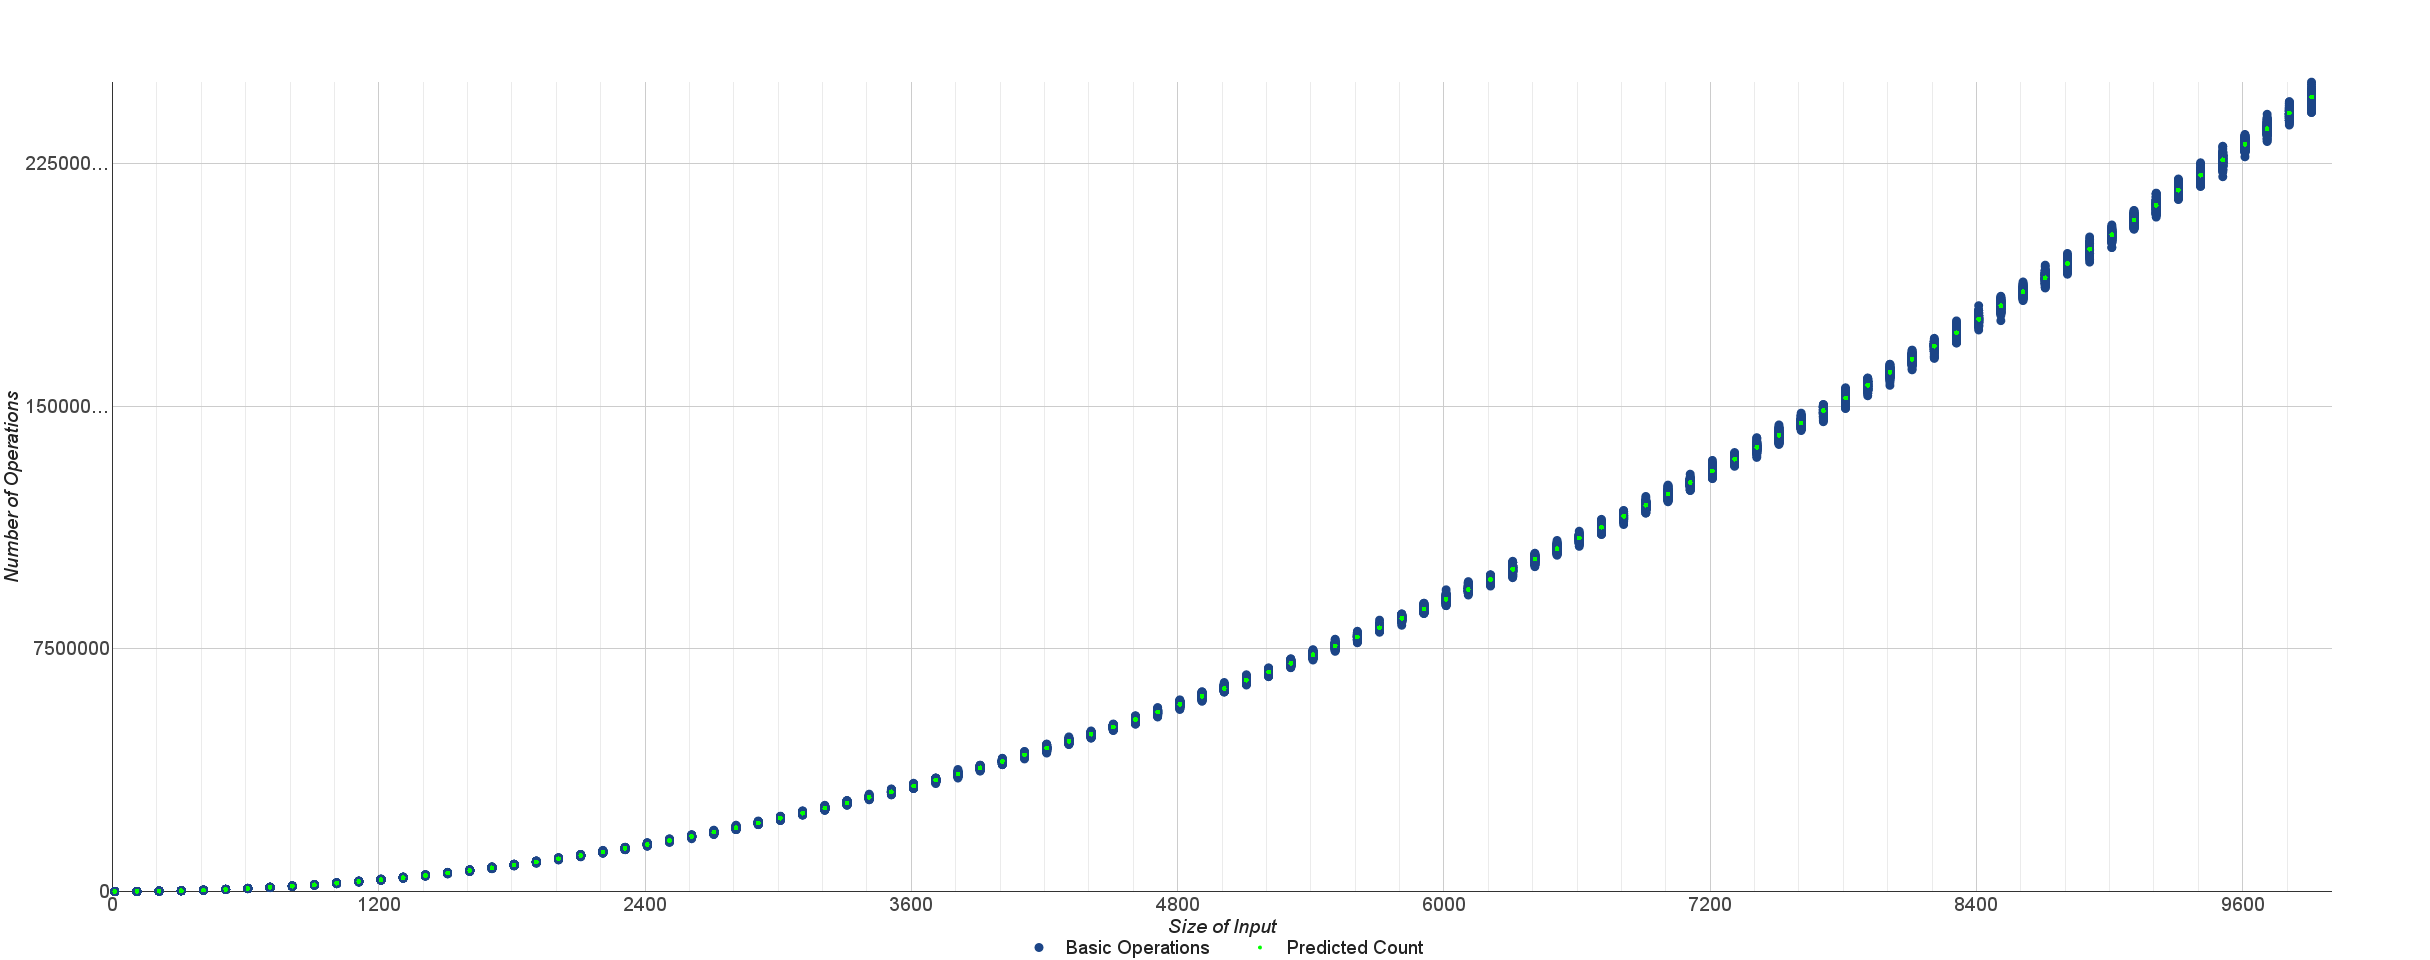 225000…
150000…
7500000
0
Number of Operations
0 1200 2400 3600 4800 6000 7200 8400 9600
Size of Input
Basic Operations Predicted Count